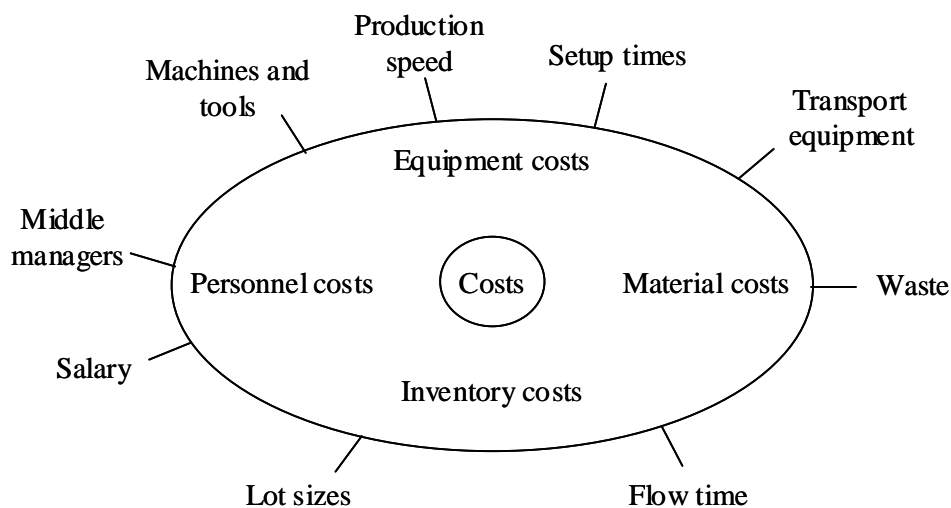 Production
speed
Setup times
Machines and
tools
Transport
equipment
Equipment costs
Middle
managers
Personnel costs
Costs
Material costs
Waste
Salary
Inventory costs
Lot sizes
Flow time